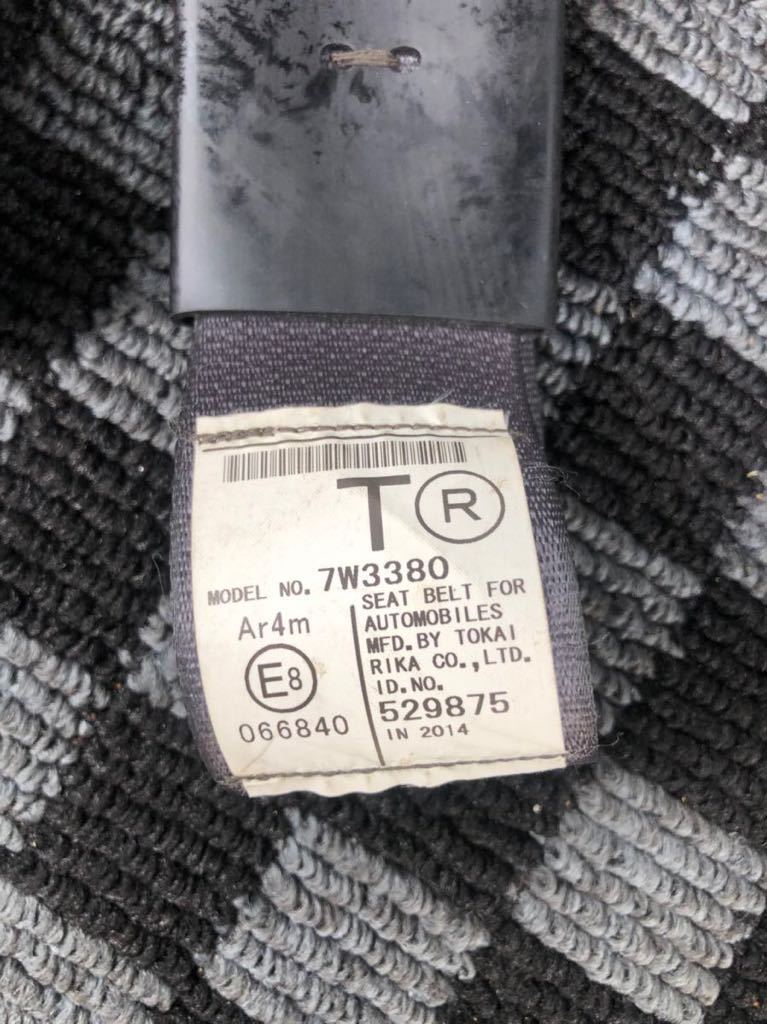 T Ⓡ
MODEL NO. 7W3380
Ar4m
E8
066840
SEAT BELT FOR
AUTOMOBILES
MFD. BY TOKAI
RIKA CO., LTD.
ID. NO.
529875
IN 2014